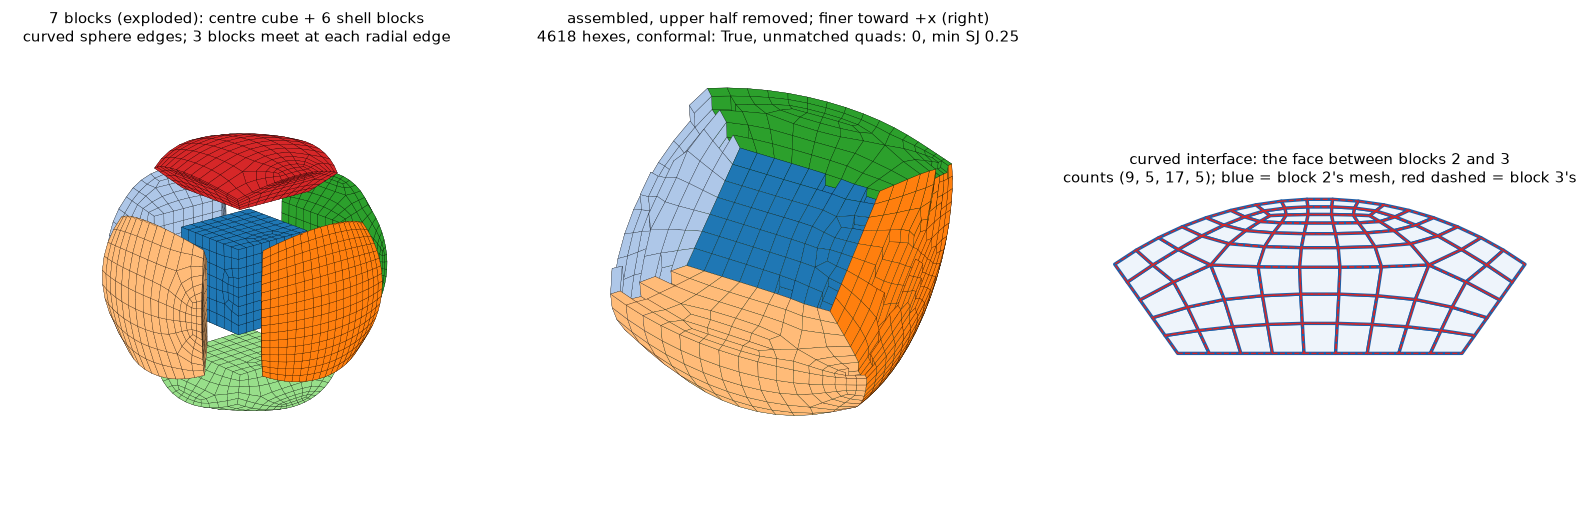 7 blocks (exploded): centre cube + 6 shell blocks
curved sphere edges; 3 blocks meet at each radial edge
assembled, upper half removed; finer toward +x (right)
4618 hexes, conformal: True, unmatched quads: 0, min SJ 0.25
curved interface: the face between blocks 2 and 3
counts (9, 5, 17, 5); blue = block 2's mesh, red dashed = block 3's